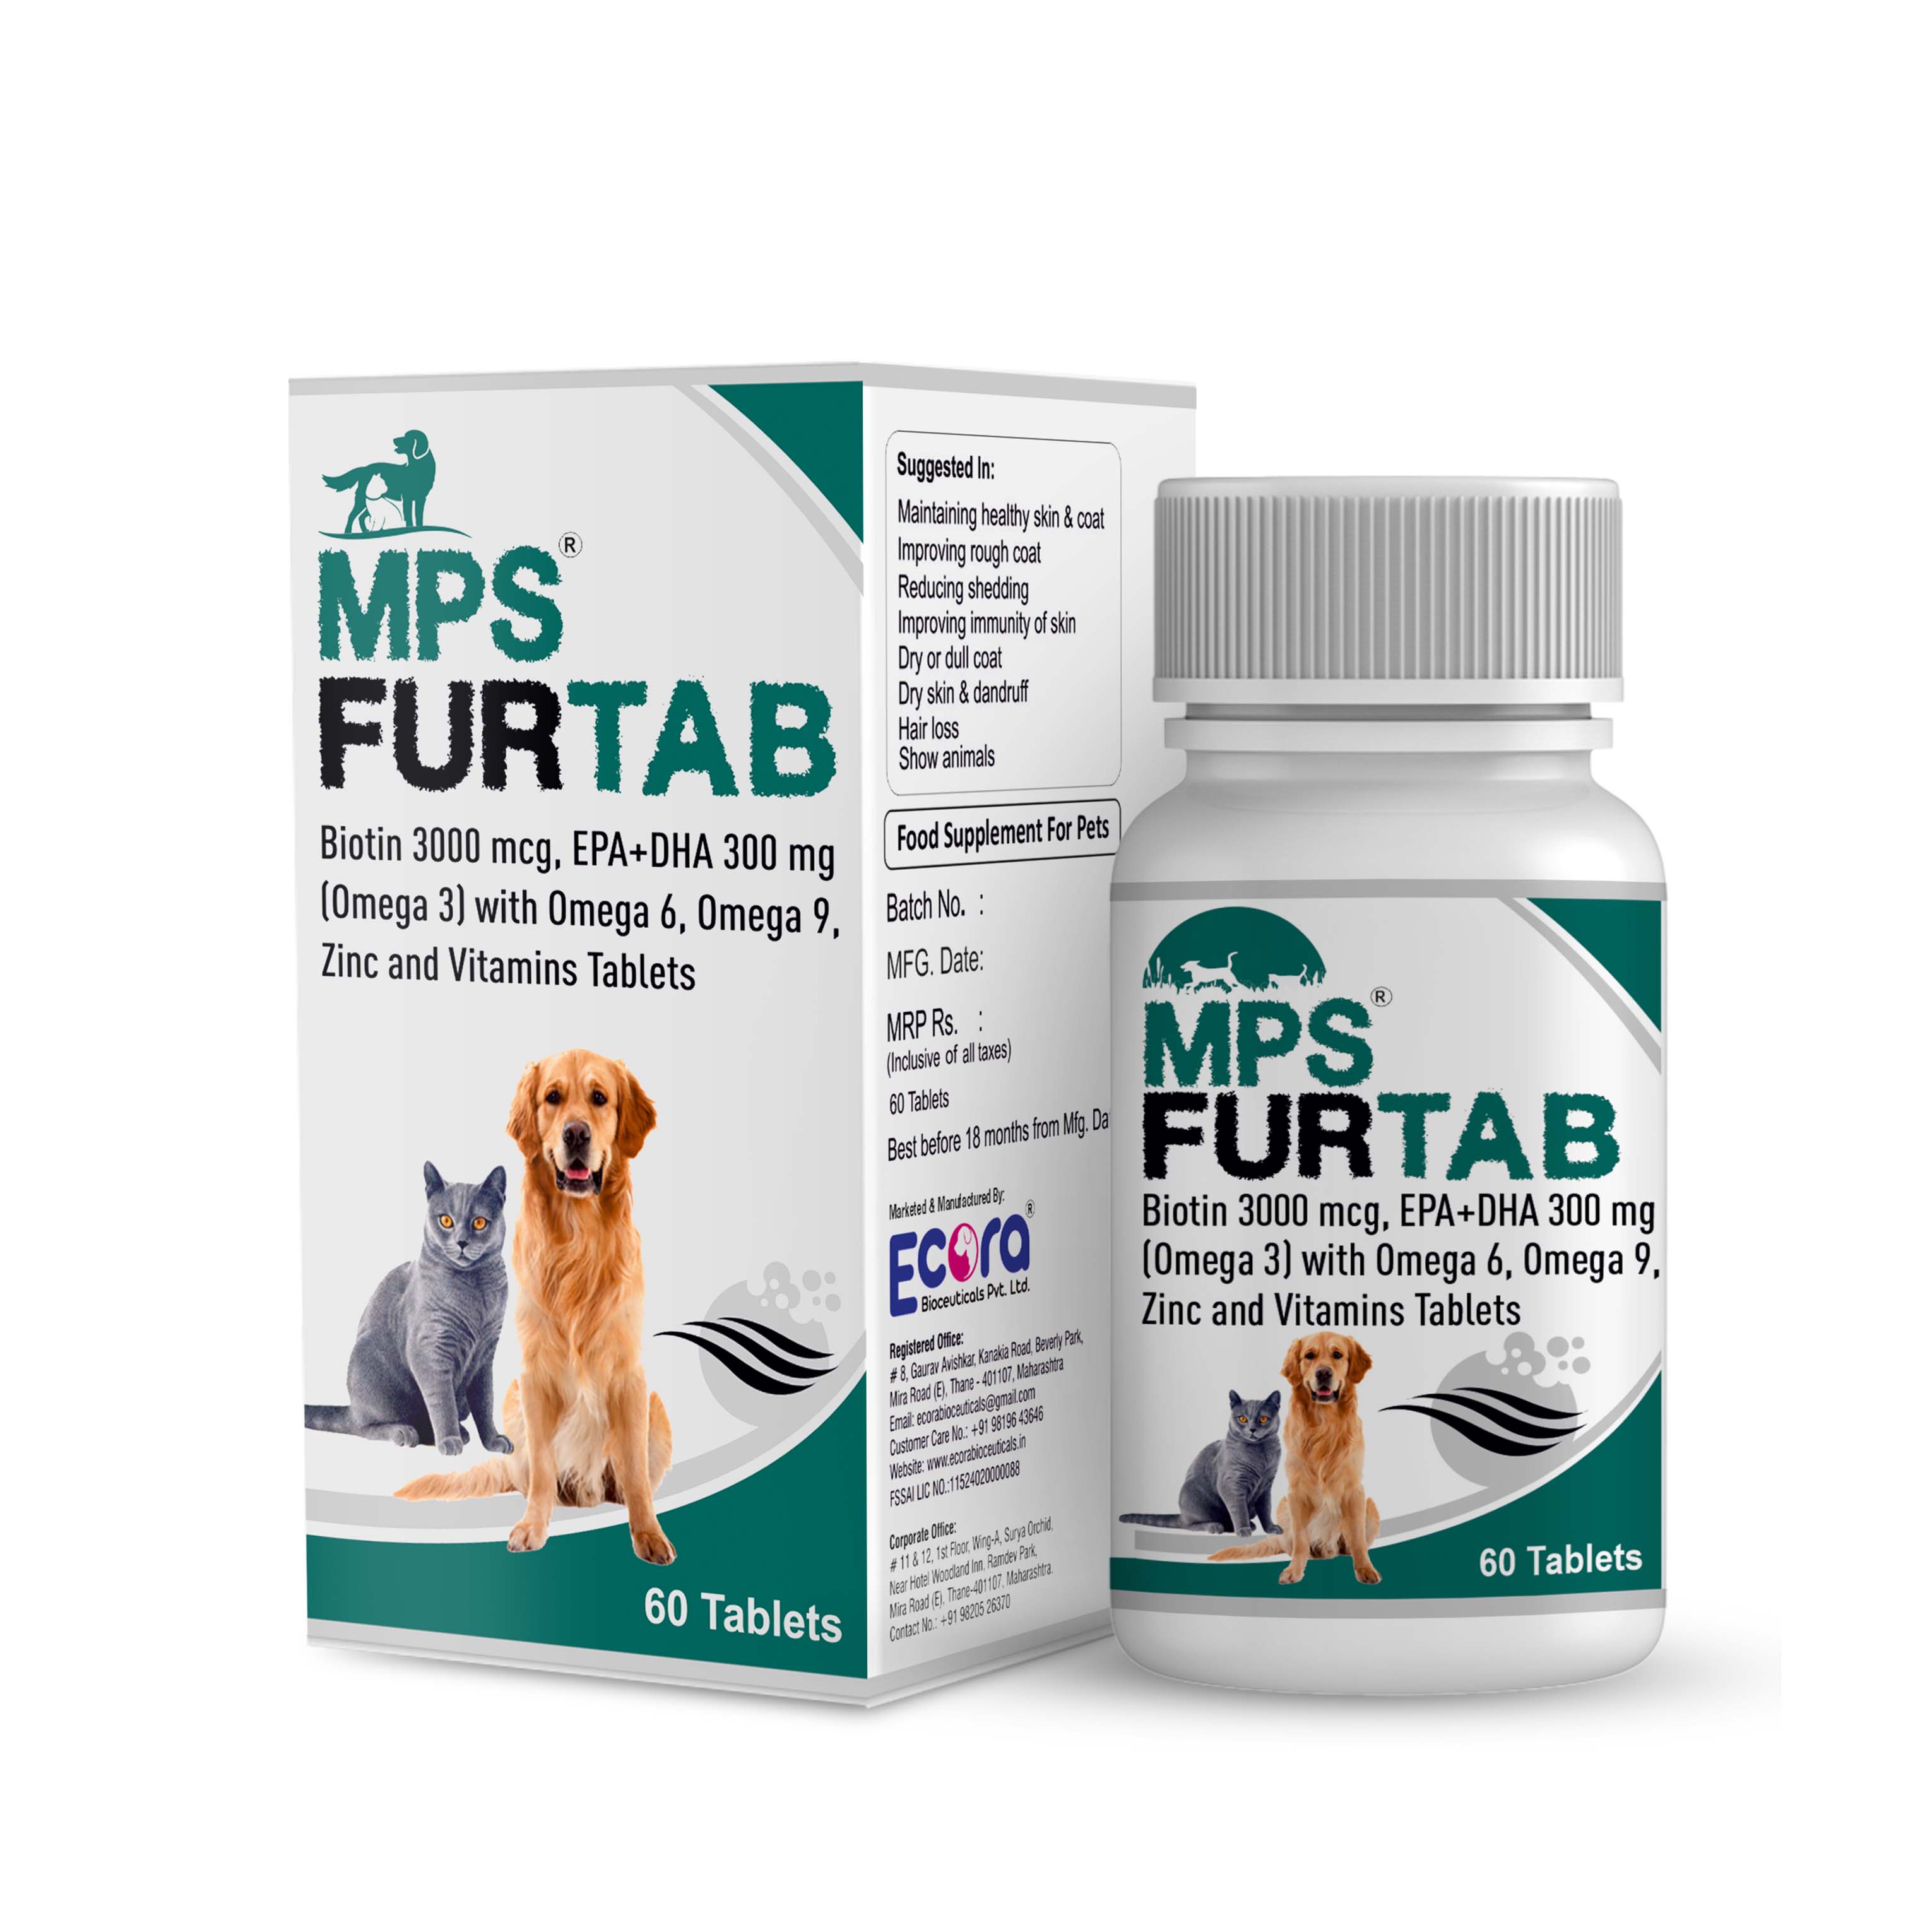 MPS®
FURTAB
Biotin 3000 mcg, EPA+DHA 300 mg
(Omega 3) with Omega 6, Omega 9,
Zinc and Vitamins Tablets
60 Tablets
Suggested In:
Maintaining healthy skin & coat
Improving rough coat
Reducing shedding
Improving immunity of skin
Dry or dull coat
Dry skin & dandruff
Hair loss
Show animals
Food Supplement For Pets
Batch No. :
MFG. Date:
MRP Rs. :
(Inclusive of all taxes)
60 Tablets
Best before 18 months from Mfg. Da
Marketed & Manufactured By:
Ecora®
Bioceuticals Pvt. Ltd.
Registered Office:
# 8, Gaurav Avishkar, Kanakia Road, Beverly Park,
Mira Road (E), Thane - 401107, Maharashtra
Email: ecorabioceuticals@gmail.com
Customer Care No.: +91 98196 43646
Website: www.ecorabioceuticals.in
FSSAI LIC NO.:11524020000088
Corporate Office:
# 11 & 12, 1st Floor, Wing-A, Surya Orchid,
Near Hotel Woodland Inn, Ramdev Park,
Mira Road (E), Thane-401107, Maharashtra.
Contact No.: +91 98205 26370
MPS®
FURTAB
Biotin 3000 mcg, EPA+DHA 300 mg
(Omega 3) with Omega 6, Omega 9,
Zinc and Vitamins Tablets
60 Tablets